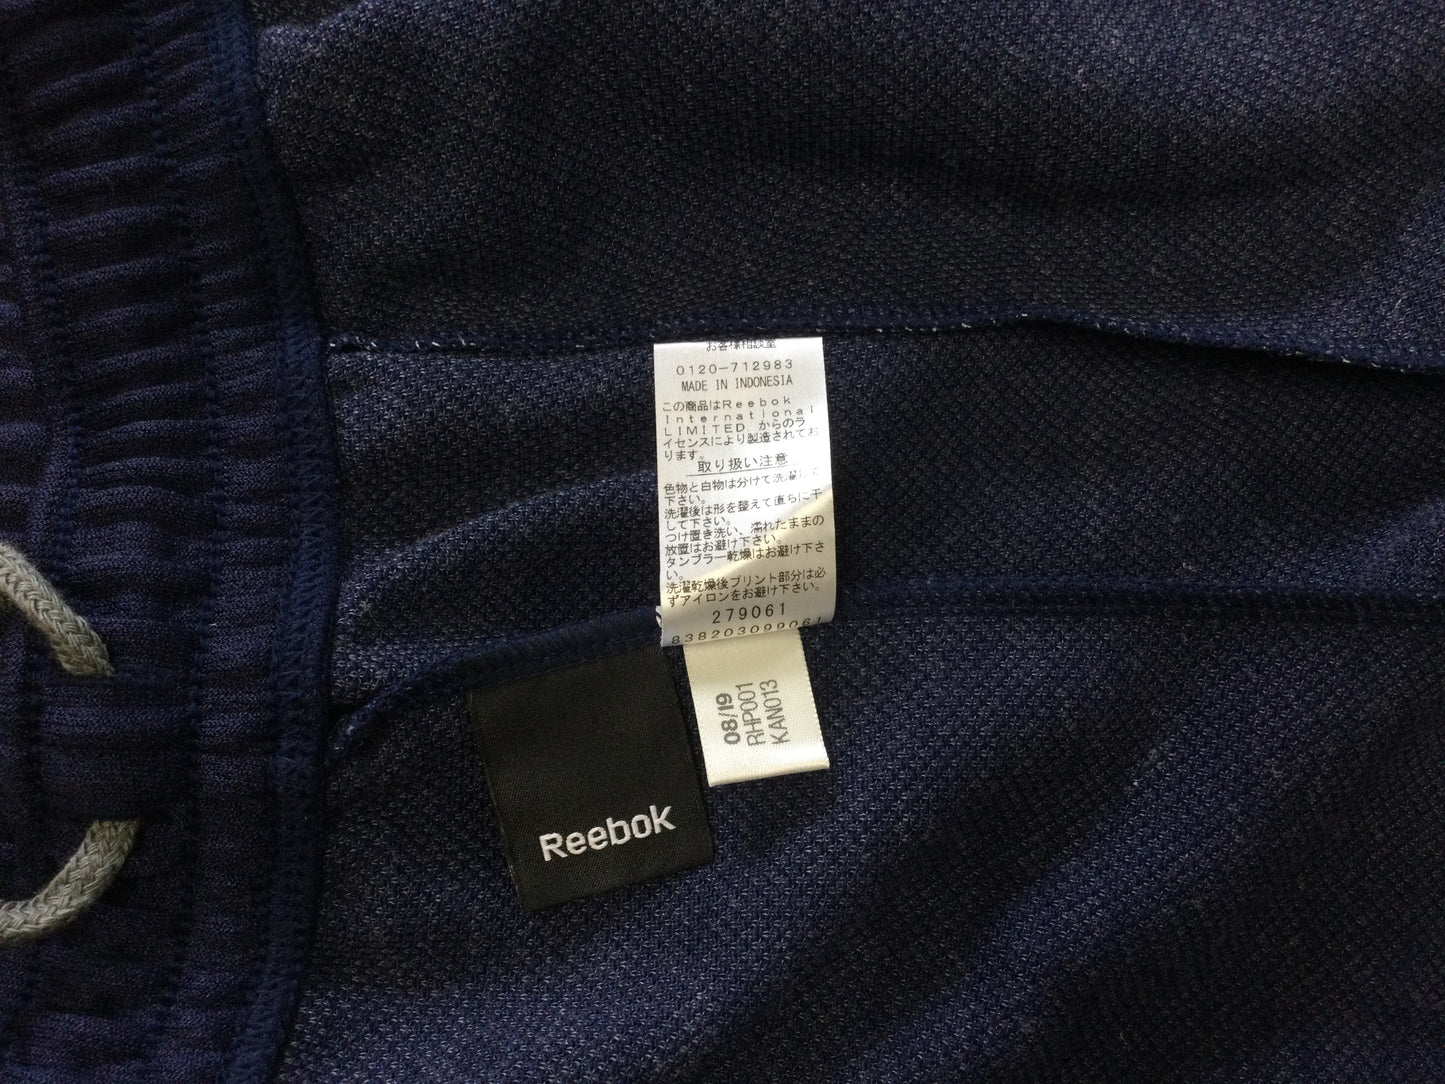 お客様相談室
0120-712983
MADE IN INDONESIA
この商品はReebok
International
LIMITED からのラ
イセンスにより製造されてお
ります。
取り扱い注意
色物と白物は分けて洗濯して
下さい。
洗濯後は形を整えて直ちに干
して下さい。
つけ置き洗い、濡れたままの
放置はお避け下さい。
タンブラー乾燥はお避け下さ
い。
洗濯乾燥後プリント部分は必
ずアイロンをお避け下さい。
279061
838203099061
08/19
RHP001
KAN013
Reebok